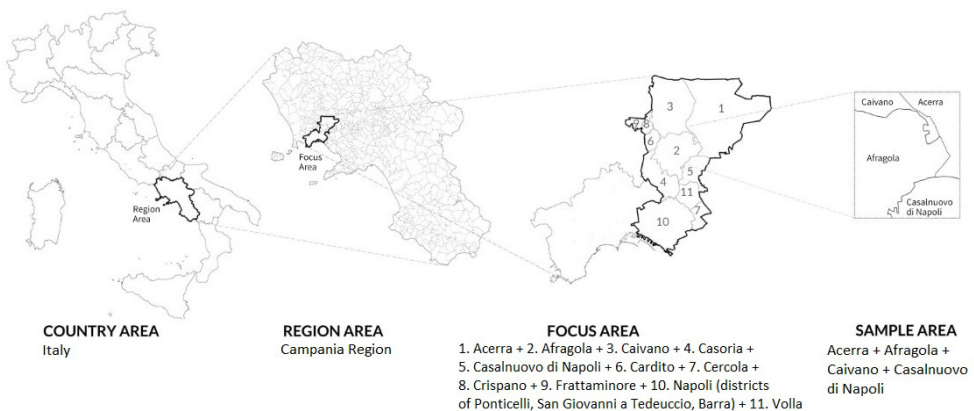 Region
Area
Focus
Area
3
1
9
8
6
2
5
4
11
7
10
Caivano
Acerra
Afragola
Casalnuovo
di Napoli
COUNTRY AREA
Italy
REGION AREA
Campania Region
FOCUS AREA
1. Acerra + 2. Afragola + 3. Caivano + 4. Casoria +
5. Casalnuovo di Napoli + 6. Cardito + 7. Cercola +
8. Crispano + 9. Frattaminore + 10. Napoli (districts
of Ponticelli, San Giovanni a Tedeuccio, Barra) + 11. Volla
SAMPLE AREA
Acerra + Afragola +
Caivano + Casalnuovo
di Napoli